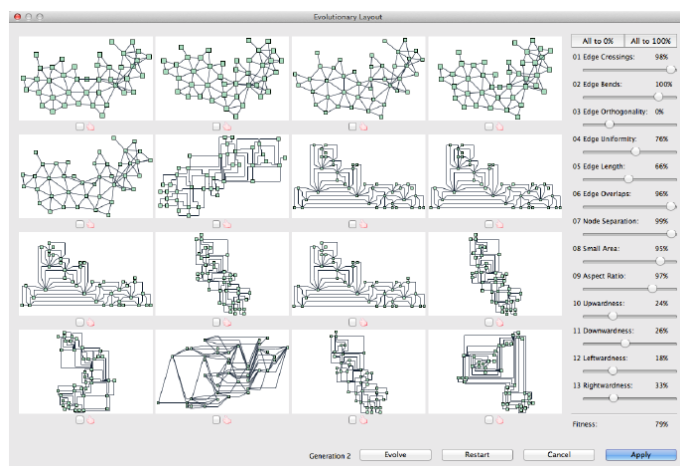 Evolutionary Layout
All to 0% All to 100%
01 Edge Crossings: 98%
02 Edge Bends: 100%
03 Edge Orthogonality: 0%
04 Edge Uniformity: 76%
05 Edge Length: 66%
06 Edge Overlaps: 96%
07 Node Separation: 99%
08 Small Area: 95%
09 Aspect Ratio: 97%
10 Upwardness: 24%
11 Downwardness: 26%
12 Leftwardness: 18%
13 Rightwardness: 33%
Fitness: 79%
Generation 2 Evolve Restart Cancel Apply